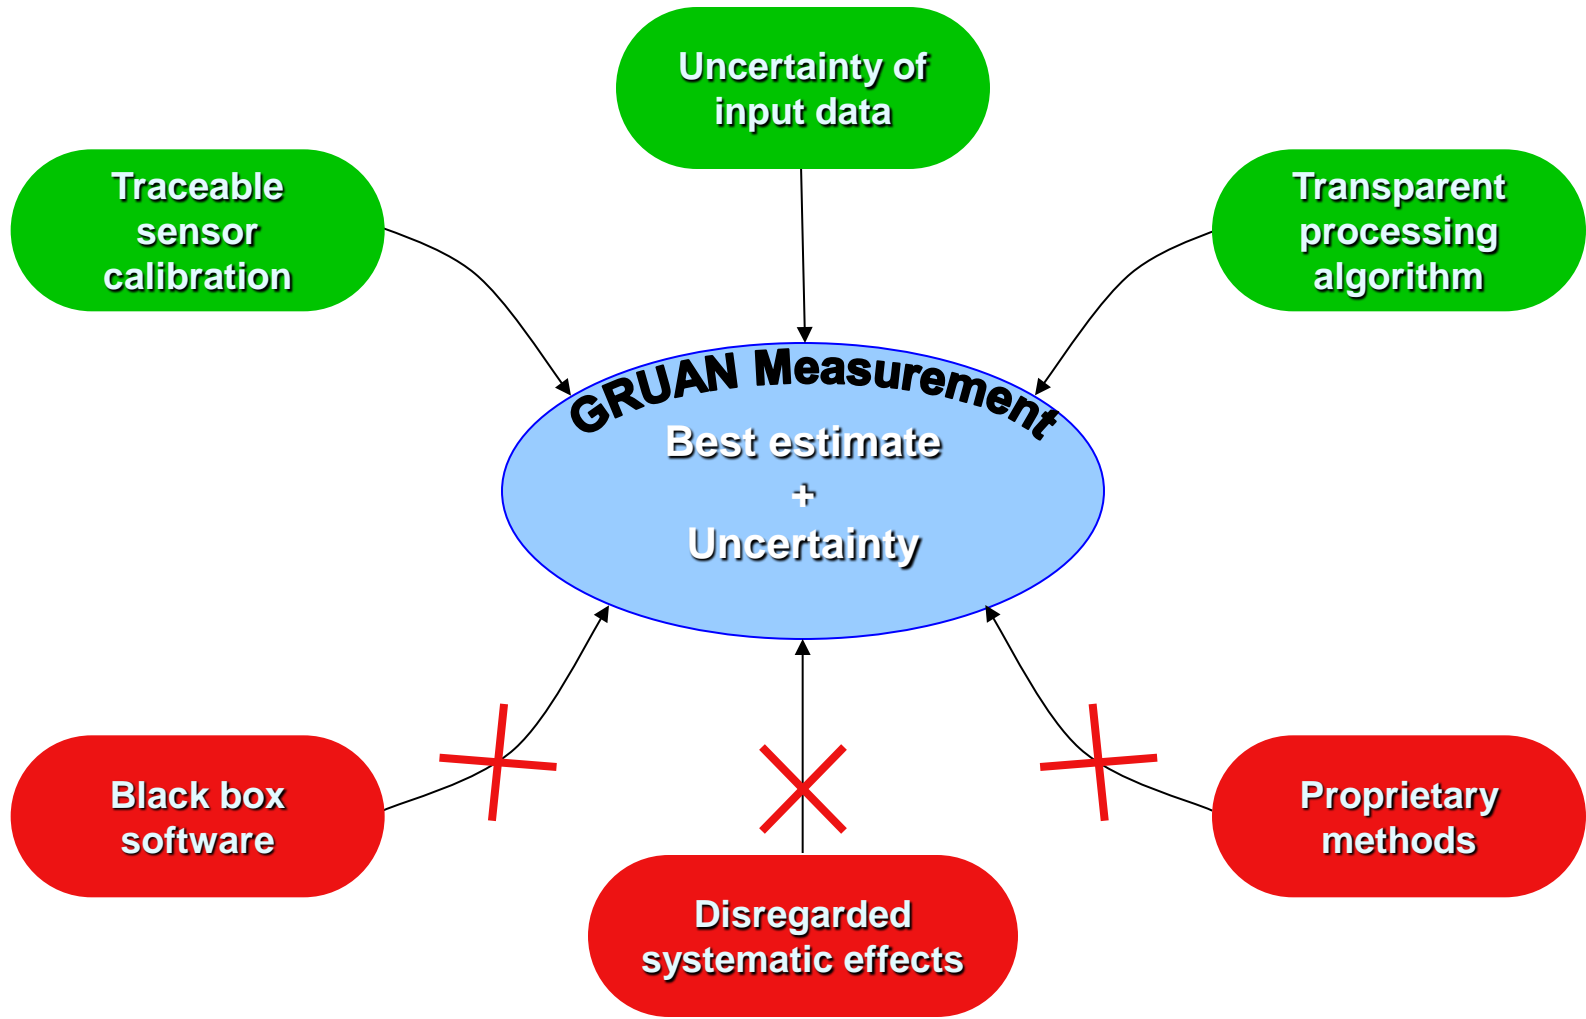 Uncertainty of
input data
Traceable
sensor
calibration
Transparent
processing
algorithm
GRUAN Measurement
Best estimate
+
Uncertainty
Black box
software
Disregarded
systematic effects
Proprietary
methods